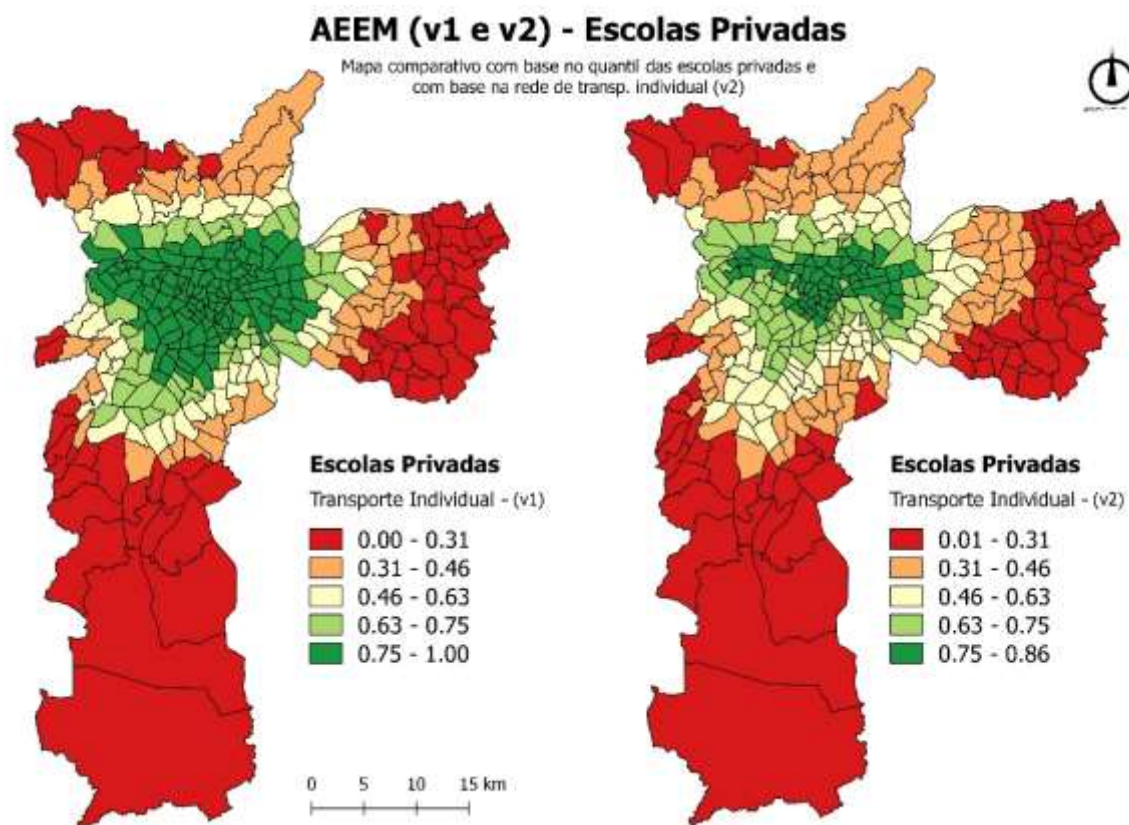 AEEM (v1 e v2) - Escolas Privadas
Mapa comparativo com base no quantil das escolas privadas e
com base na rede de transp. individual (v2)
Escolas Privadas
Transporte Individual - (v1)
0.00 - 0.31
0.31 - 0.46
0.46 - 0.63
0.63 - 0.75
0.75 - 1.00
Escolas Privadas
Transporte Individual - (v2)
0.01 - 0.31
0.31 - 0.46
0.46 - 0.63
0.63 - 0.75
0.75 - 0.86
0 5 10 15 km